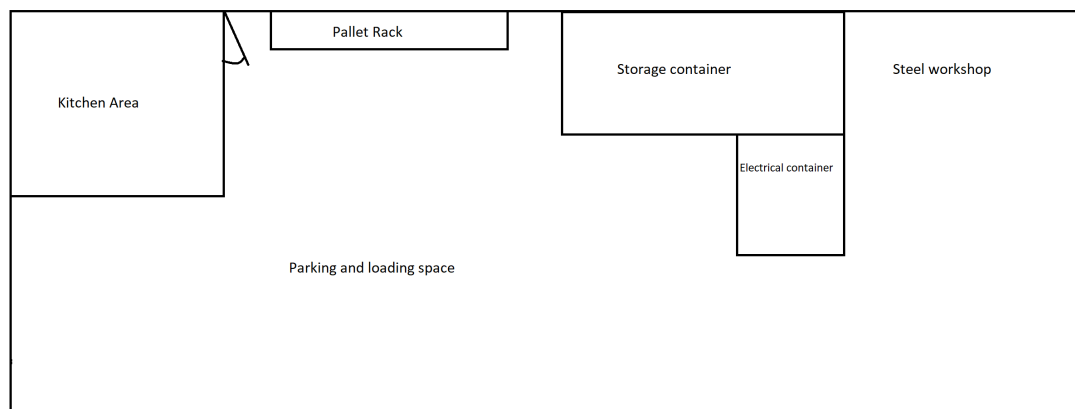 Pallet Rack
Storage container
Steel workshop
Kitchen Area
Electrical container
Parking and loading space